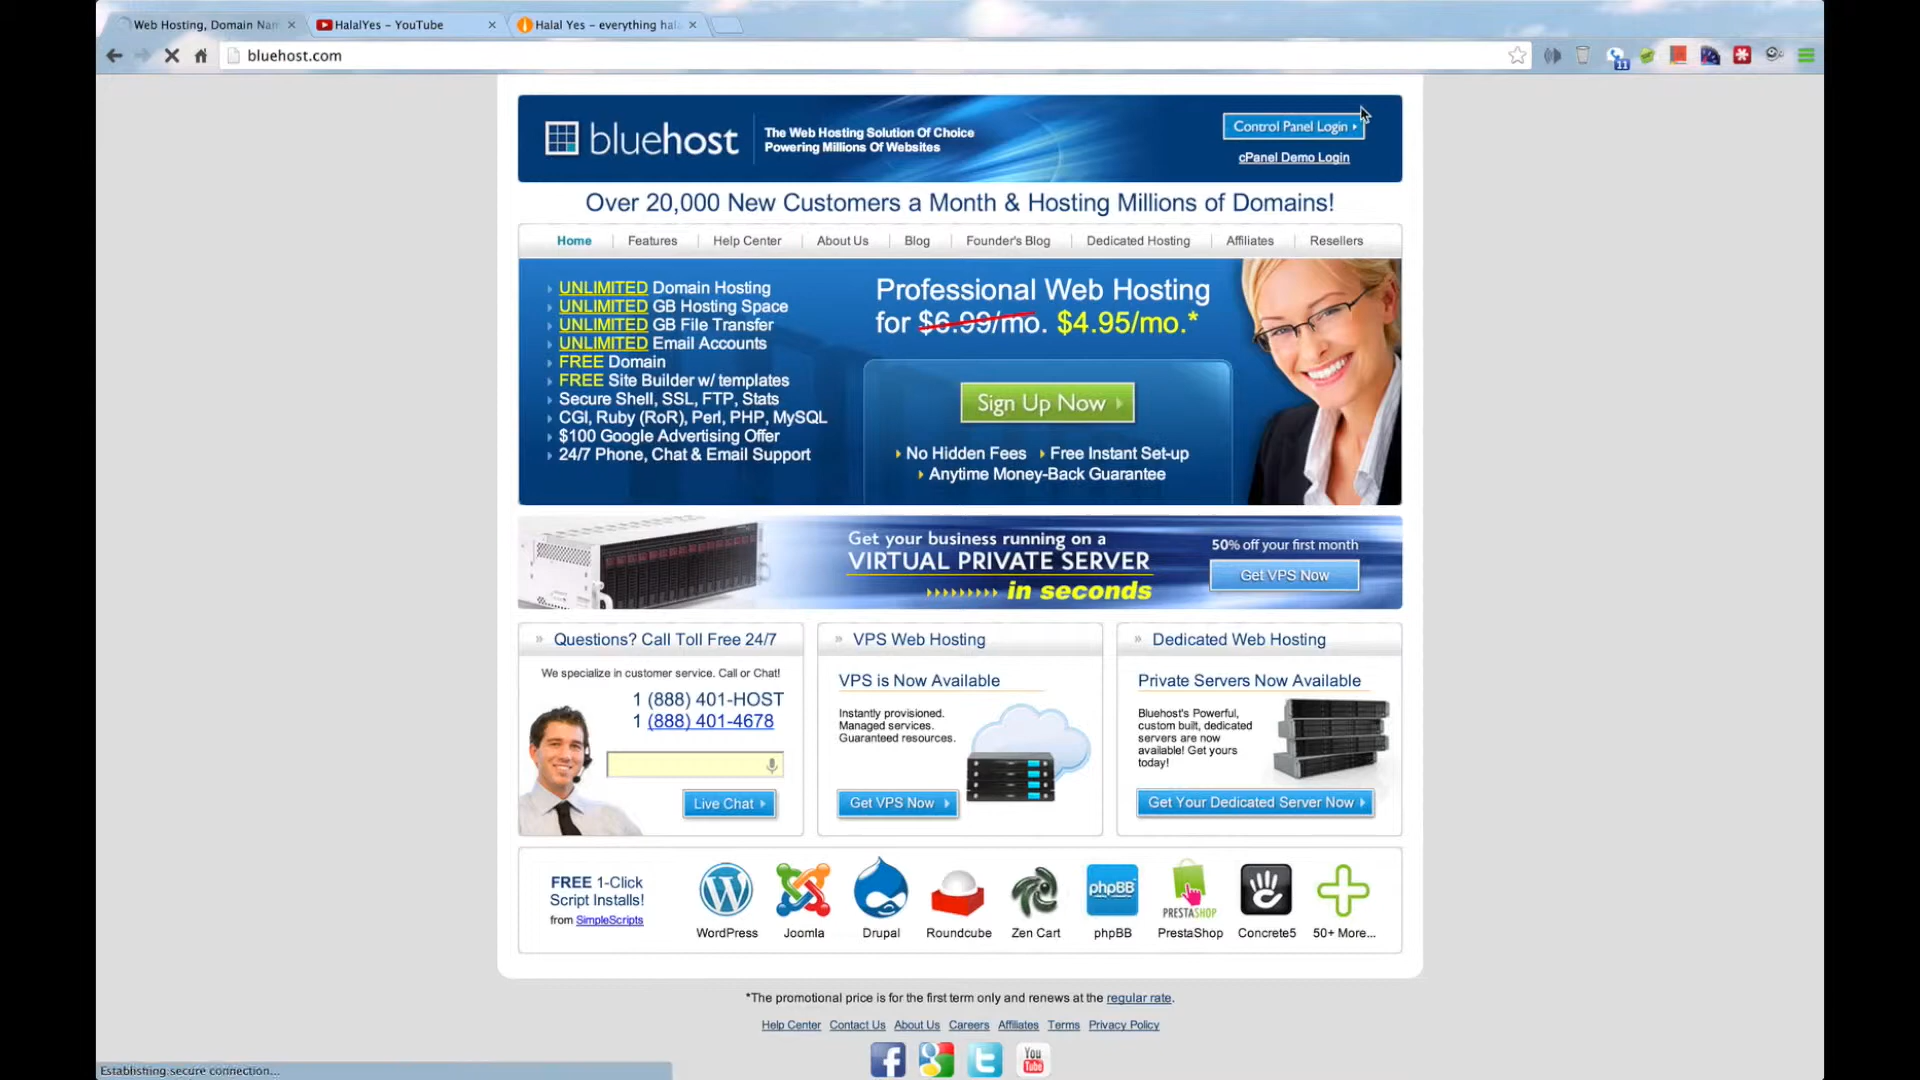 Web Hosting, Domain Nam
HalalYes - YouTube
Halal Yes - everything hala
bluehost.com
11
bluehost
The Web Hosting Solution Of Choice
Powering Millions Of Websites
Control Panel Login
cPanel Demo Login
Over 20,000 New Customers a Month & Hosting Millions of Domains!
Home
Features
Help Center
About Us
Blog
Founder's Blog
Dedicated Hosting
Affiliates
Resellers
UNLIMITED Domain Hosting
UNLIMITED GB Hosting Space
UNLIMITED GB File Transfer
UNLIMITED Email Accounts
FREE Domain
FREE Site Builder w/ templates
Secure Shell, SSL, FTP, Stats
CGI, Ruby (RoR), Perl, PHP, MySQL
$100 Google Advertising Offer
24/7 Phone, Chat & Email Support
Professional Web Hosting
for $6.99/mo. $4.95/mo.*
Sign Up Now
No Hidden Fees
Free Instant Set-up
Anytime Money-Back Guarantee
Get your business running on a
VIRTUAL PRIVATE SERVER
in seconds
50% off your first month
Get VPS Now
» Questions? Call Toll Free 24/7
We specialize in customer service. Call or Chat!
1 (888) 401-HOST
1 (888) 401-4678
Live Chat
» VPS Web Hosting
VPS is Now Available
Instantly provisioned.
Managed services.
Guaranteed resources.
Get VPS Now
» Dedicated Web Hosting
Private Servers Now Available
Bluehost's Powerful,
custom built, dedicated
servers are now
available! Get yours
today!
Get Your Dedicated Server Now
FREE 1-Click
Script Installs!
from SimpleScripts
WordPress
Joomla
Drupal
Roundcube
Zen Cart
phpBB
phpBB
PRESTASHOP
PrestaShop
Concrete5
50+ More...
*The promotional price is for the first term only and renews at the regular rate.
Help Center
Contact Us
About Us
Careers
Affiliates
Terms
Privacy Policy
You Tube
Establishing secure connection...